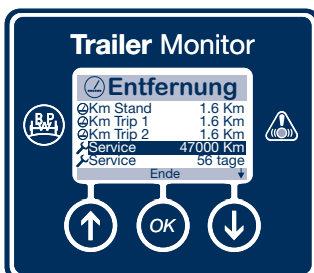 Trailer Monitor
Entfernung
Km Stand 1.6 Km
Km Trip 1 1.6 Km
Km Trip 2 1.6 Km
Service 47000 Km
Service 56 tage
Ende
BPW
OK